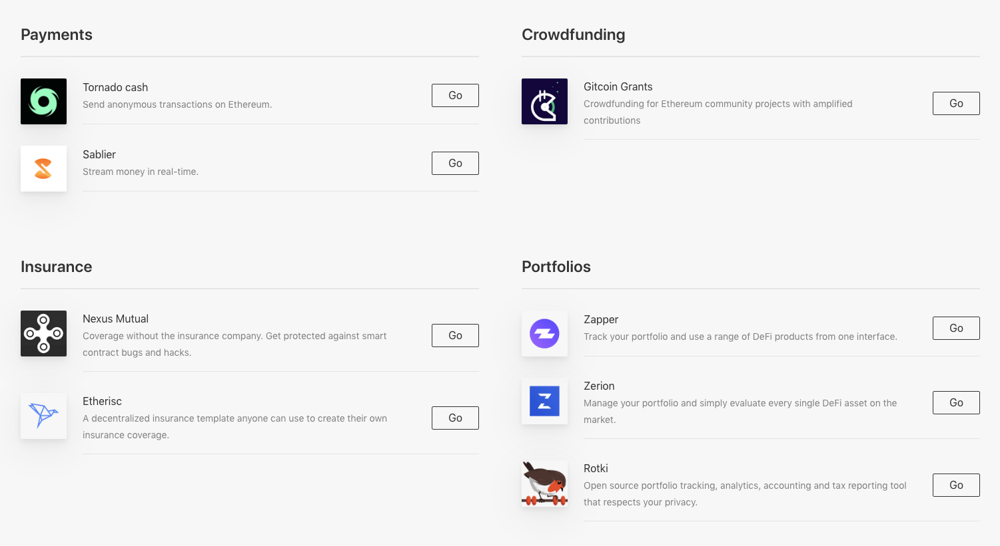 Payments
Tornado cash
Send anonymous transactions on Ethereum.
Go
Sablier
Stream money in real-time.
Go
Crowdfunding
Gitcoin Grants
Crowdfunding for Ethereum community projects with amplified
contributions
Go
Insurance
Nexus Mutual
Coverage without the insurance company. Get protected against smart
contract bugs and hacks.
Go
Etherisc
A decentralized insurance template anyone can use to create their own
insurance coverage.
Go
Portfolios
Zapper
Track your portfolio and use a range of DeFi products from one interface.
Go
Zerion
Manage your portfolio and simply evaluate every single DeFi asset on the
market.
Go
Rotki
Open source portfolio tracking, analytics, accounting and tax reporting tool
that respects your privacy.
Go